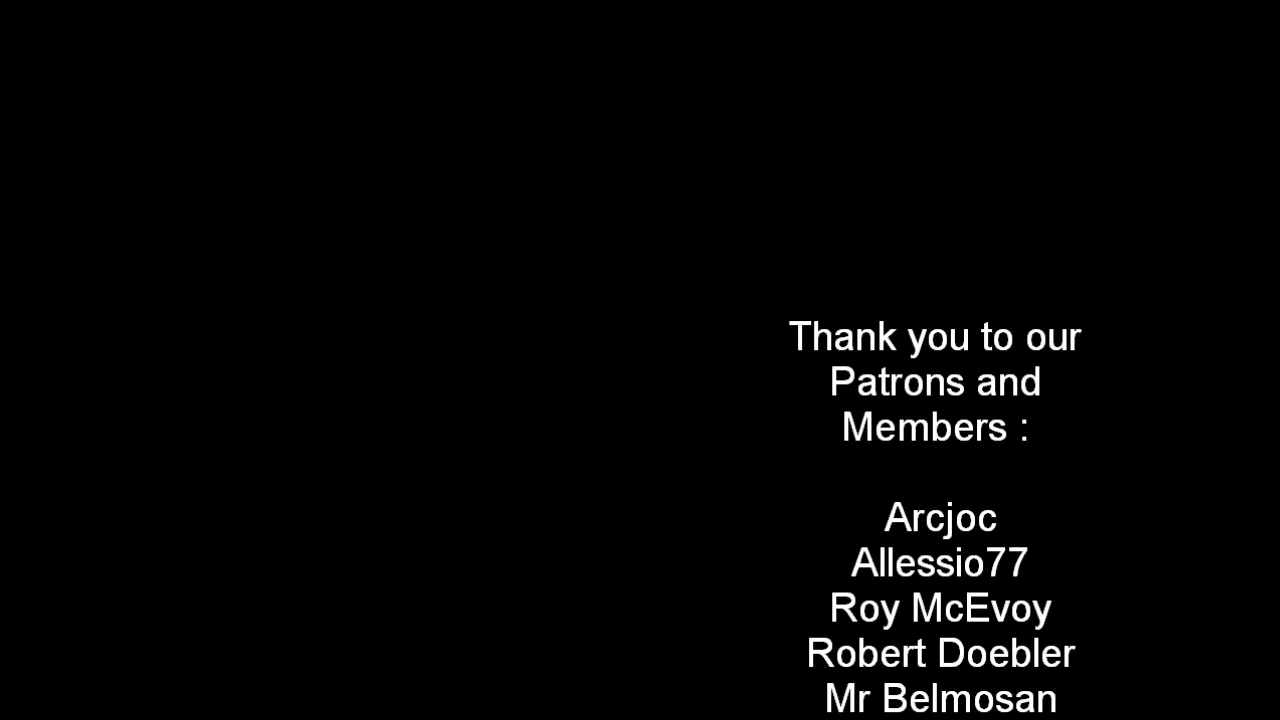 Thank you to our
Patrons and
Members :
Arcjoc
Allessio77
Roy McEvoy
Robert Doebler
Mr Belmosan